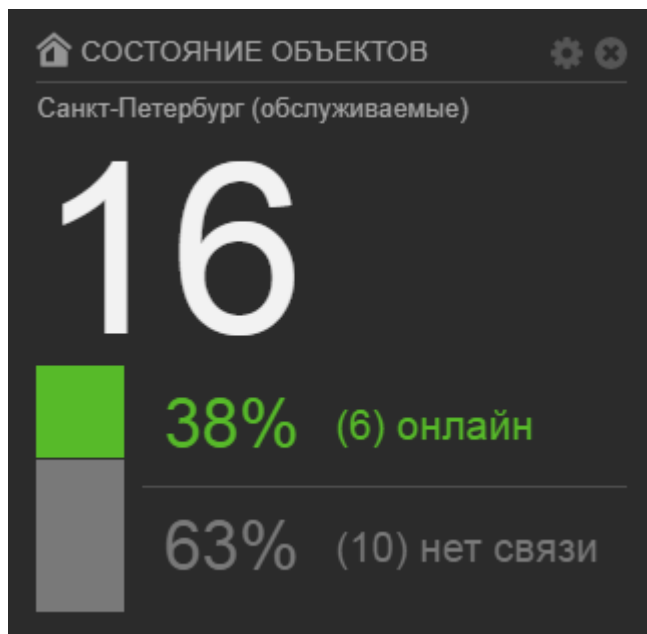 СОСТОЯНИЕ ОБЪЕКТОВ
Санкт-Петербург (обслуживаемые)
16
38% (6) онлайн
63% (10) нет связи